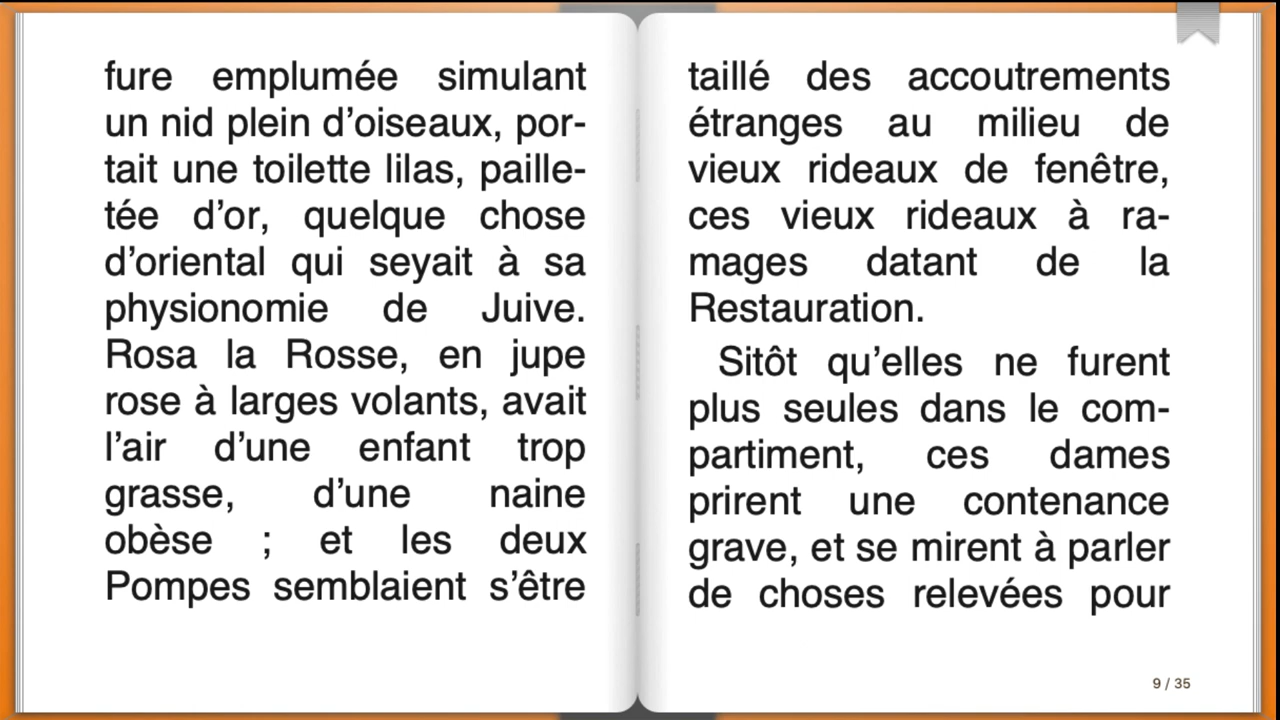 fure emplumée simulant
un nid plein d’oiseaux, por-
tait une toilette lilas, paille-
tée d’or, quelque chose
d’oriental qui seyait à sa
physionomie de Juive.
Rosa la Rosse, en jupe
rose à larges volants, avait
l’air d’une enfant trop
grasse, d’une naine
obèse ; et les deux
Pompes semblaient s’être
taillé des accoutrements
étranges au milieu de
vieux rideaux de fenêtre,
ces vieux rideaux à ra-
mages datant de la
Restauration.
Sitôt qu’elles ne furent
plus seules dans le com-
partiment, ces dames
prirent une contenance
grave, et se mirent à parler
de choses relevées pour
9 / 35